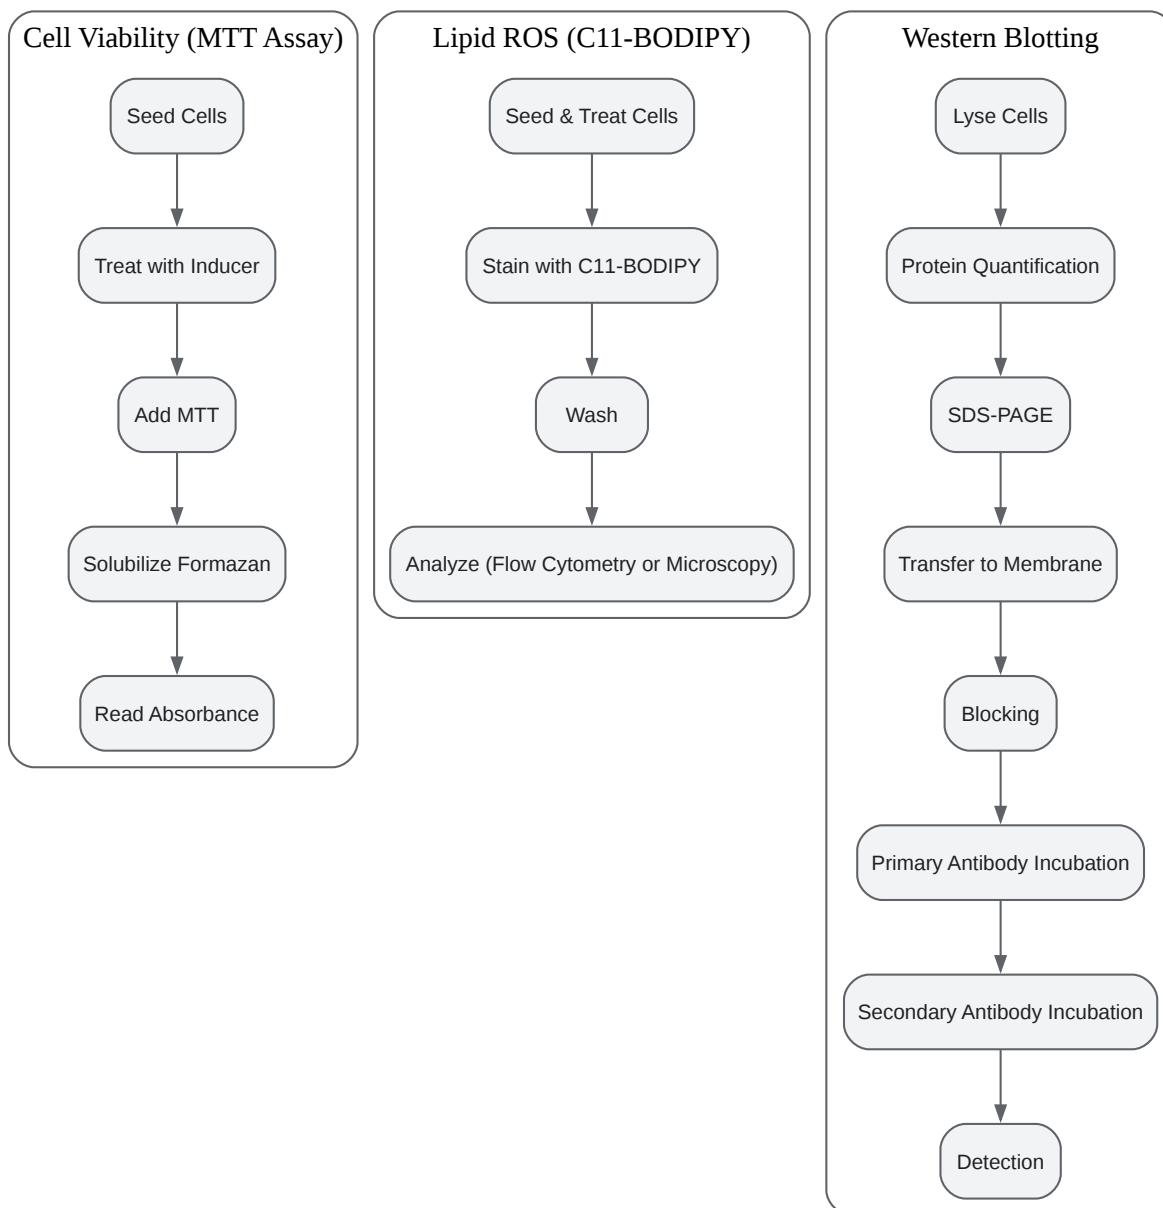 Cell Viability (MTT Assay)
Seed Cells
Treat with Inducer
Add MTT
Solubilize Formazan
Read Absorbance
Lipid ROS (C11-BODIPY)
Seed & Treat Cells
Stain with C11-BODIPY
Wash
Analyze (Flow Cytometry or Microscopy)
Western Blotting
Lyse Cells
Protein Quantification
SDS-PAGE
Transfer to Membrane
Blocking
Primary Antibody Incubation
Secondary Antibody Incubation
Detection